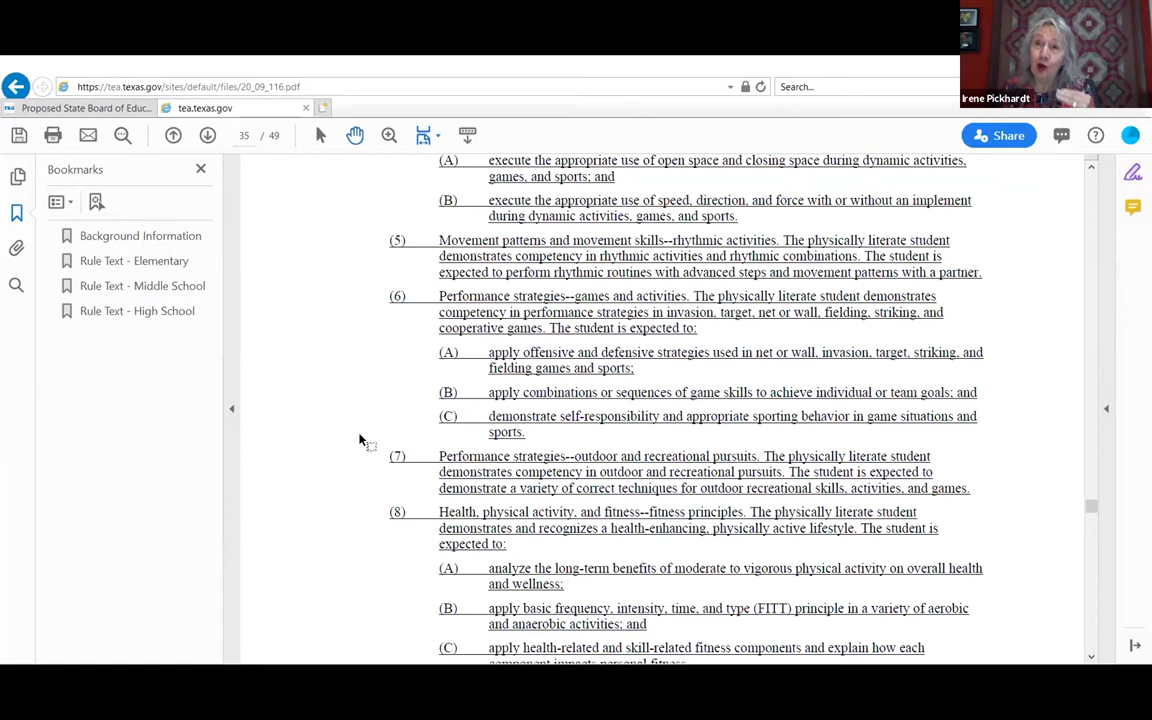 Irene Pickhardt
https://tea.texas.gov/sites/default/files/20_09_116.pdf
Search...
Proposed State Board of Educ...
tea.texas.gov
35 / 49
Share
Bookmarks
Background Information
Rule Text - Elementary
Rule Text - Middle School
Rule Text - High School
(A) execute the appropriate use of open space and closing space during dynamic activities,
games, and sports; and
(B) execute the appropriate use of speed, direction, and force with or without an implement
during dynamic activities, games, and sports.
(5) Movement patterns and movement skills--rhythmic activities. The physically literate student
demonstrates competency in rhythmic activities and rhythmic combinations. The student is
expected to perform rhythmic routines with advanced steps and movement patterns with a partner.
(6) Performance strategies--games and activities. The physically literate student demonstrates
competency in performance strategies in invasion, target, net or wall, fielding, striking, and
cooperative games. The student is expected to:
(A) apply offensive and defensive strategies used in net or wall, invasion, target, striking, and
fielding games and sports;
(B) apply combinations or sequences of game skills to achieve individual or team goals; and
(C) demonstrate self-responsibility and appropriate sporting behavior in game situations and
sports.
(7) Performance strategies--outdoor and recreational pursuits. The physically literate student
demonstrates competency in outdoor and recreational pursuits. The student is expected to
demonstrate a variety of correct techniques for outdoor recreational skills, activities, and games.
(8) Health, physical activity, and fitness--fitness principles. The physically literate student
demonstrates and recognizes a health-enhancing, physically active lifestyle. The student is
expected to:
(A) analyze the long-term benefits of moderate to vigorous physical activity on overall health
and wellness;
(B) apply basic frequency, intensity, time, and type (FITT) principle in a variety of aerobic
and anaerobic activities; and
(C) apply health-related and skill-related fitness components and explain how each
component impacts personal fitness.